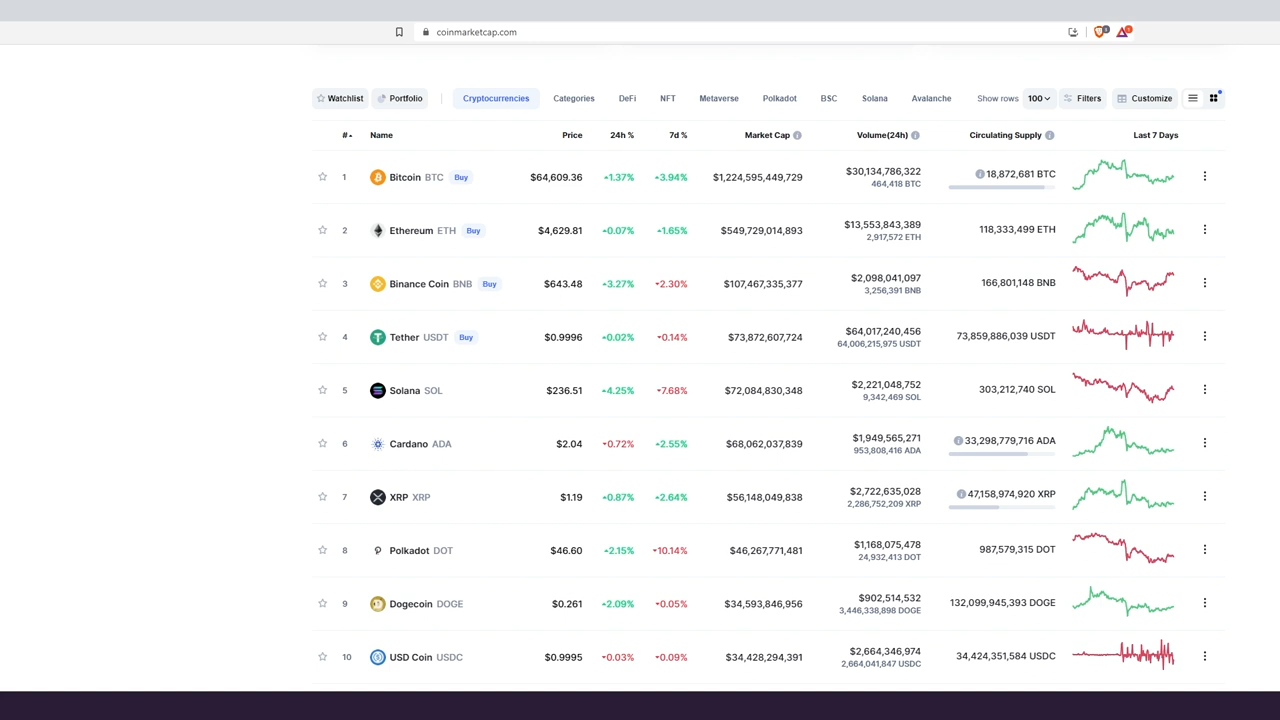 coinmarketcap.com
Watchlist Portfolio Cryptocurrencies Categories DeFi NFT Metaverse Polkadot BSC Solana Avalanche Show rows 100 Filters Customize
# Name Price 24h % 7d % Market Cap Volume(24h) Circulating Supply Last 7 Days
1 Bitcoin BTC Buy $64,609.36 1.37% 3.94% $1,224,595,449,729 $30,134,786,322 18,872,681 BTC
464,418 BTC
2 Ethereum ETH Buy $4,629.81 0.07% 1.65% $549,729,014,893 $13,553,843,389 118,333,499 ETH
2,917,572 ETH
3 Binance Coin BNB Buy $643.48 3.27% 2.30% $107,467,335,377 $2,098,041,097 166,801,148 BNB
3,256,391 BNB
4 Tether USDT Buy $0.9996 0.02% 0.14% $73,872,607,724 $64,017,240,456 73,859,886,039 USDT
64,006,215,975 USDT
5 Solana SOL $236.51 4.25% 7.68% $72,084,830,348 $2,221,048,752 303,212,740 SOL
9,342,469 SOL
6 Cardano ADA $2.04 0.72% 2.55% $68,062,037,839 $1,949,565,271 33,298,779,716 ADA
953,808,416 ADA
7 XRP XRP $1.19 0.87% 2.64% $56,148,049,838 $2,722,635,028 47,158,974,920 XRP
2,286,752,209 XRP
8 Polkadot DOT $46.60 2.15% 10.14% $46,267,771,481 $1,168,075,478 987,579,315 DOT
24,932,413 DOT
9 Dogecoin DOGE $0.261 2.09% 0.05% $34,593,846,956 $902,514,532 132,099,945,393 DOGE
3,446,338,898 DOGE
10 USD Coin USDC $0.9995 0.03% 0.09% $34,428,294,391 $2,664,346,974 34,424,351,584 USDC
2,664,041,847 USDC